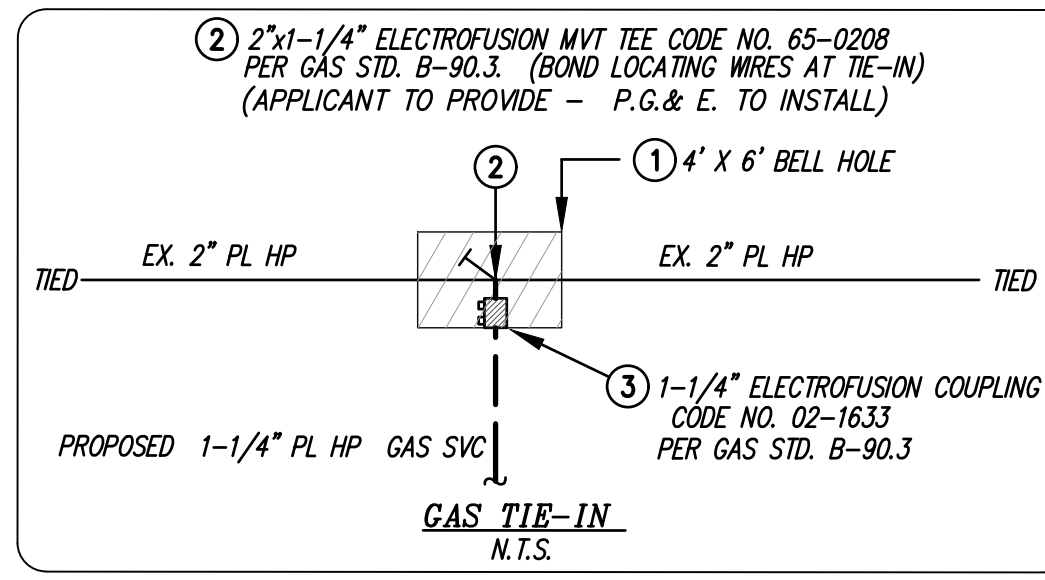 ② 2"x1-1/4" ELECTROFUSION MVT TEE CODE NO. 65-0208
PER GAS STD. B-90.3. (BOND LOCATING WIRES AT TIE-IN)
(APPLICANT TO PROVIDE - P.G.& E. TO INSTALL)
②
① 4' X 6' BELL HOLE
EX. 2" PL HP
EX. 2" PL HP
TIED
TIED
③ 1-1/4" ELECTROFUSION COUPLING
CODE NO. 02-1633
PER GAS STD. B-90.3
PROPOSED 1-1/4" PL HP GAS SVC
GAS TIE-IN
N.T.S.